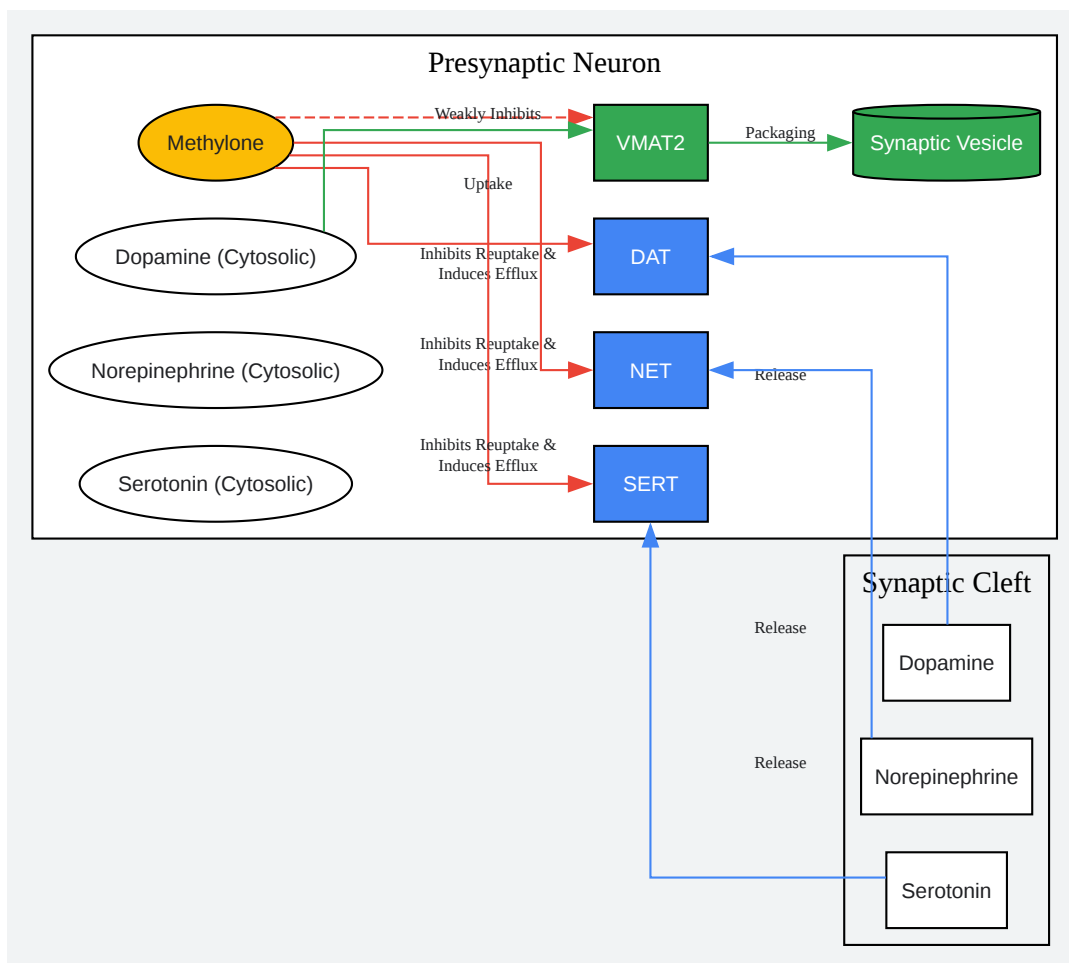 Presynaptic Neuron
Methylone
Weakly Inhibits
VMAT2
Packaging
Synaptic Vesicle
Uptake
Dopamine (Cytosolic)
Inhibits Reuptake &
Induces Efflux
DAT
Norepinephrine (Cytosolic)
Inhibits Reuptake &
Induces Efflux
NET
Release
Serotonin (Cytosolic)
Inhibits Reuptake &
Induces Efflux
SERT
Synaptic Cleft
Release
Dopamine
Release
Norepinephrine
Serotonin